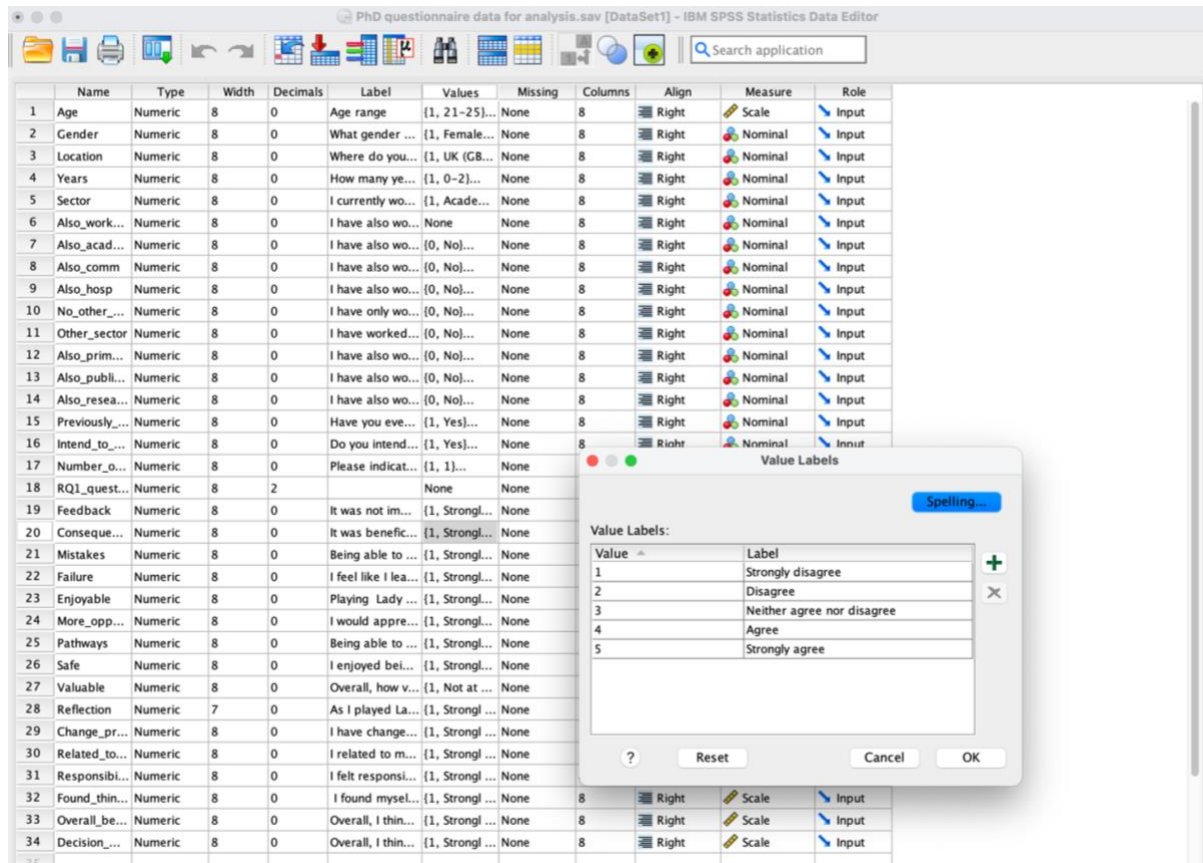 PhD questionnaire data for analysis.sav [DataSet1] - IBM SPSS Statistics Data Editor
Search application
Name Type Width Decimals Label Values Missing Columns Align Measure Role
1 Age Numeric 8 0 Age range {1, 21-25}... None 8 Right Scale Input
2 Gender Numeric 8 0 What gender ... {1, Female... None 8 Right Nominal Input
3 Location Numeric 8 0 Where do you... {1, UK (GB... None 8 Right Nominal Input
4 Years Numeric 8 0 How many ye... {1, 0-2}... None 8 Right Nominal Input
5 Sector Numeric 8 0 I currently wo... {1, Acade... None 8 Right Nominal Input
6 Also_work... Numeric 8 0 I have also wo... None None 8 Right Nominal Input
7 Also_acad... Numeric 8 0 I have also wo... {0, No}... None 8 Right Nominal Input
8 Also_comm Numeric 8 0 I have also wo... {0, No}... None 8 Right Nominal Input
9 Also_hosp Numeric 8 0 I have also wo... {0, No}... None 8 Right Nominal Input
10 No_other_... Numeric 8 0 I have only wo... {0, No}... None 8 Right Nominal Input
11 Other_sector Numeric 8 0 I have worked... {0, No}... None 8 Right Nominal Input
12 Also_prim... Numeric 8 0 I have also wo... {0, No}... None 8 Right Nominal Input
13 Also_publi... Numeric 8 0 I have also wo... {0, No}... None 8 Right Nominal Input
14 Also_resea... Numeric 8 0 I have also wo... {0, No}... None 8 Right Nominal Input
15 Previously_... Numeric 8 0 Have you eve... {1, Yes}... None 8 Right Nominal Input
16 Intend_to_... Numeric 8 0 Do you intend... {1, Yes}... None 8 Right Nominal Input
17 Number_o... Numeric 8 0 Please indicat... {1, 1}... None
18 RQ1_quest... Numeric 8 2 None None
19 Feedback Numeric 8 0 It was not im... {1, Strongl... None
20 Conseque... Numeric 8 0 It was benefic... {1, Strongl... None
21 Mistakes Numeric 8 0 Being able to ... {1, Strongl... None
22 Failure Numeric 8 0 I feel like I lea... {1, Strongl... None
23 Enjoyable Numeric 8 0 Playing Lady ... {1, Strongl... None
24 More_opp... Numeric 8 0 I would appre... {1, Strongl... None
25 Pathways Numeric 8 0 Being able to ... {1, Strongl... None
26 Safe Numeric 8 0 I enjoyed bei... {1, Strongl... None
27 Valuable Numeric 8 0 Overall, how v... {1, Not at ... None
28 Reflection Numeric 7 0 As I played La... {1, Strongl ... None
29 Change_pr... Numeric 8 0 I have change... {1, Strongl ... None
30 Related_to... Numeric 8 0 I related to m... {1, Strongl ... None
31 Responsibi... Numeric 8 0 I felt responsi... {1, Strongl ... None
32 Found_thin... Numeric 8 0 I found mysel... {1, Strongl ... None 8 Right Scale Input
33 Overall_be... Numeric 8 0 Overall, I thin... {1, Strongl ... None 8 Right Scale Input
34 Decision_... Numeric 8 0 Overall, I thin... {1, Strongl ... None 8 Right Scale Input
Value Labels
Spelling...
Value Labels:
Value Label
1 Strongly disagree
2 Disagree
3 Neither agree nor disagree
4 Agree
5 Strongly agree
? Reset Cancel OK